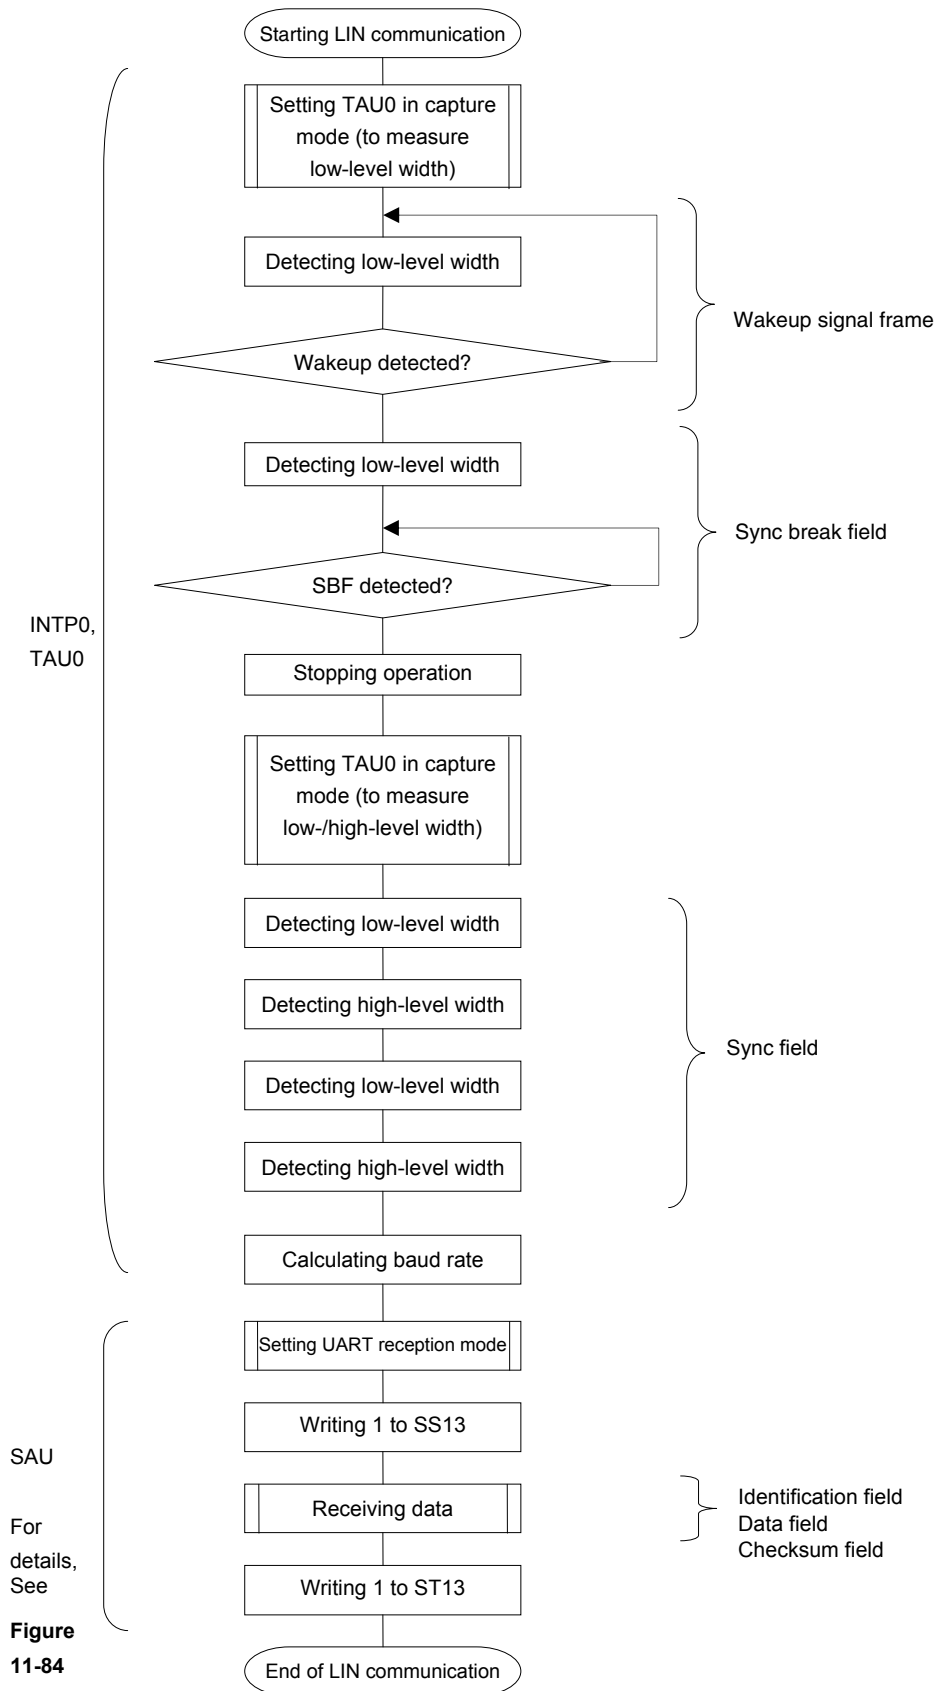 Starting LIN communication
Setting TAU0 in capture
mode (to measure
low-level width)
Detecting low-level width
Wakeup detected?
Wakeup signal frame
Detecting low-level width
SBF detected?
Sync break field
INTP0,
TAU0
Stopping operation
Setting TAU0 in capture
mode (to measure
low-/high-level width)
Detecting low-level width
Detecting high-level width
Detecting low-level width
Detecting high-level width
Sync field
Calculating baud rate
Setting UART reception mode
Writing 1 to SS13
Receiving data
Writing 1 to ST13
Identification field
Data field
Checksum field
SAU
For
details,
See
Figure
11-84
End of LIN communication